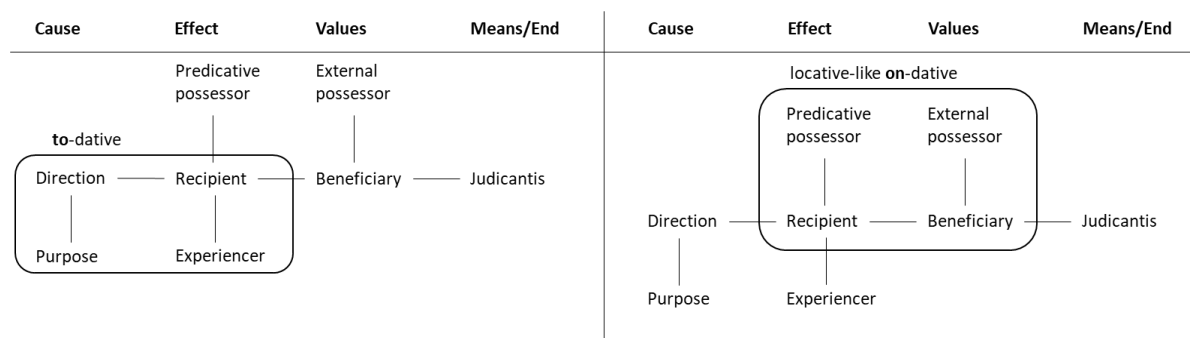 Cause Effect Values Means/End
Predicative possessor
External possessor
to-dative
Direction Recipient Beneficiary Judicantis
Purpose Experiencer
Cause Effect Values Means/End
locative-like on-dative
Predicative possessor
External possessor
Direction Recipient Beneficiary Judicantis
Purpose Experiencer